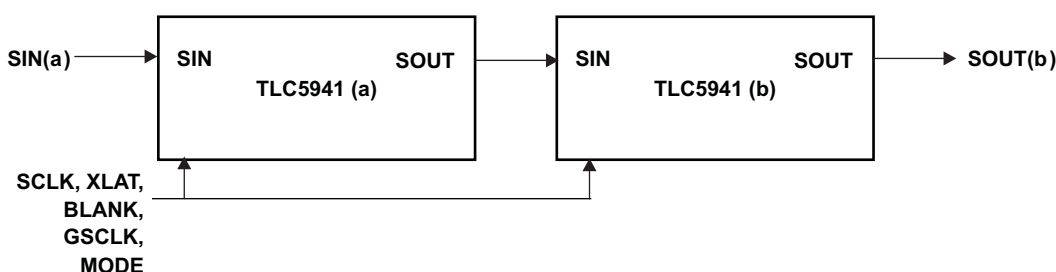 SIN(a)
SIN
SOUT
TLC5941 (a)
SIN
SOUT
TLC5941 (b)
SOUT(b)
SCLK, XLAT,
BLANK,
GSCLK,
MODE